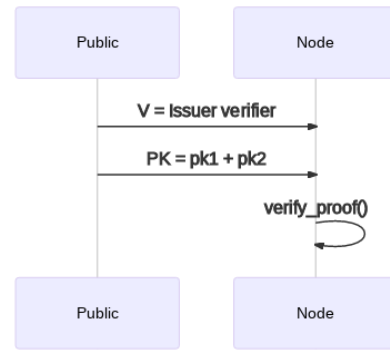 Public
Node
V = Issuer verifier
PK = pk1 + pk2
verify_proof()
Public
Node